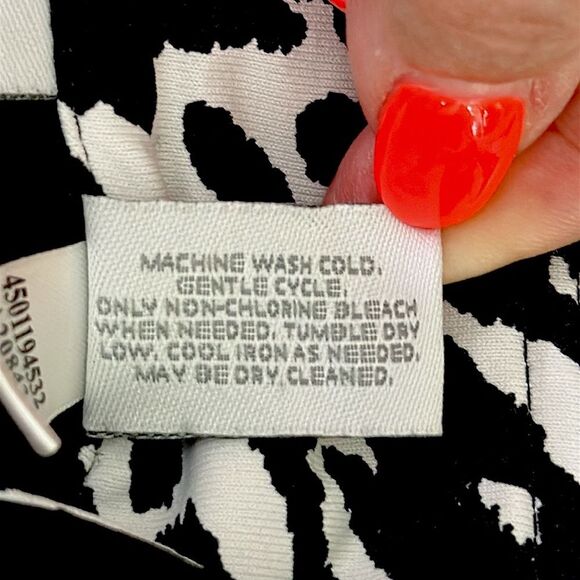 MACHINE WASH COLD.
GENTLE CYCLE.
ONLY NON-CHLORINE BLEACH
WHEN NEEDED. TUMBLE DRY
LOW. COOL IRON AS NEEDED.
MAY BE DRY CLEANED.
4501194532